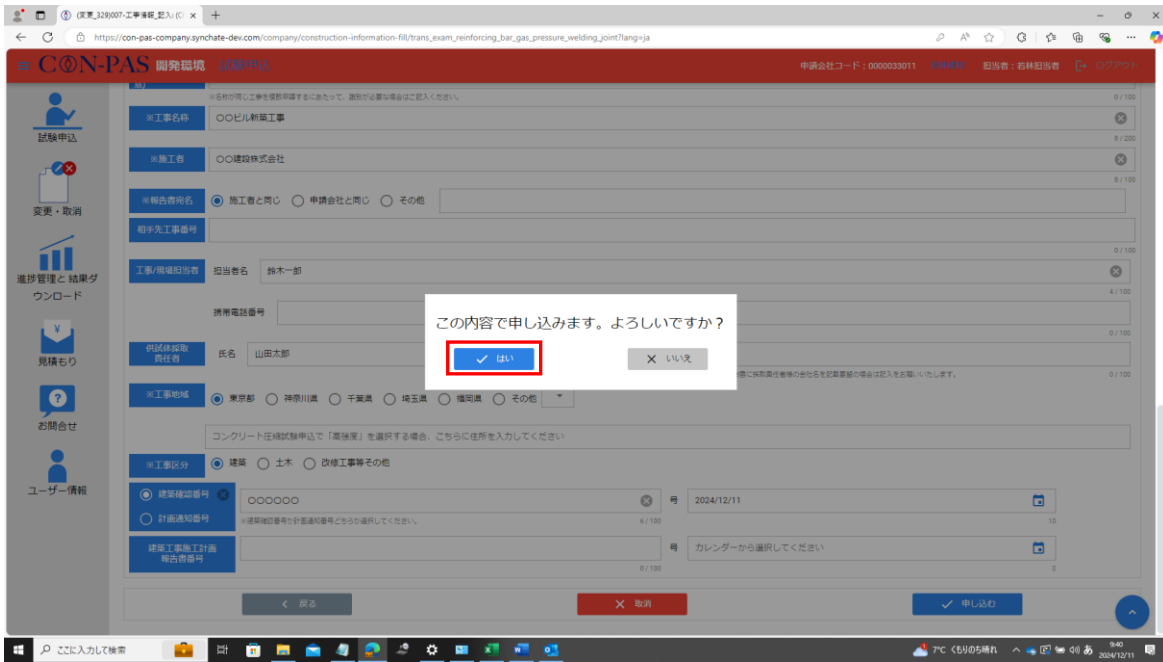 (変更_329)007-工事情報_記入:(C
https://con-pas-company.synchate-dev.com/company/construction-information-fill/trans_exam_reinforcing_bar_gas_pressure_welding_joint?lang=ja
CON-PAS 開発環境 試験申込
申請会社コード：0000033011
担当者：若林担当者
ログアウト
※名称が同じ工事を複数申請するにあたって、識別が必要な場合はご記入ください。
0 / 100
※工事名称
〇〇ビル新築工事
8 / 200
※施工者
〇〇建設株式会社
8 / 100
※報告書宛名
施工者と同じ
申請会社と同じ
その他
相手先工事番号
0 / 100
工事/現場担当者
担当者名
鈴木一郎
4 / 100
携帯電話番号
0 / 100
供試体採取
責任者
氏名
山田太郎
0 / 100
この内容で申し込みます。よろしいですか？
はい
いいえ
※工事地域
東京都
神奈川県
千葉県
埼玉県
福岡県
その他
コンクリート圧縮試験申込で「高強度」を選択する場合、こちらに住所を入力してください
※工事区分
建築
土木
改修工事等その他
建築確認番号
計画通知番号
〇〇〇〇〇〇
号
2024/12/11
※建築確認番号か計画通知番号どちらか選択してください。
6 / 100
10
建築工事施工計画
報告書番号
号
カレンダーから選択してください
0 / 100
0
戻る
取消
申し込む
試験申込
変更・取消
進捗管理と 結果ダ
ウンロード
見積もり
お問合せ
ユーザー情報
ここに入力して検索
7°C くもりのち晴れ
9:40
2024/12/11